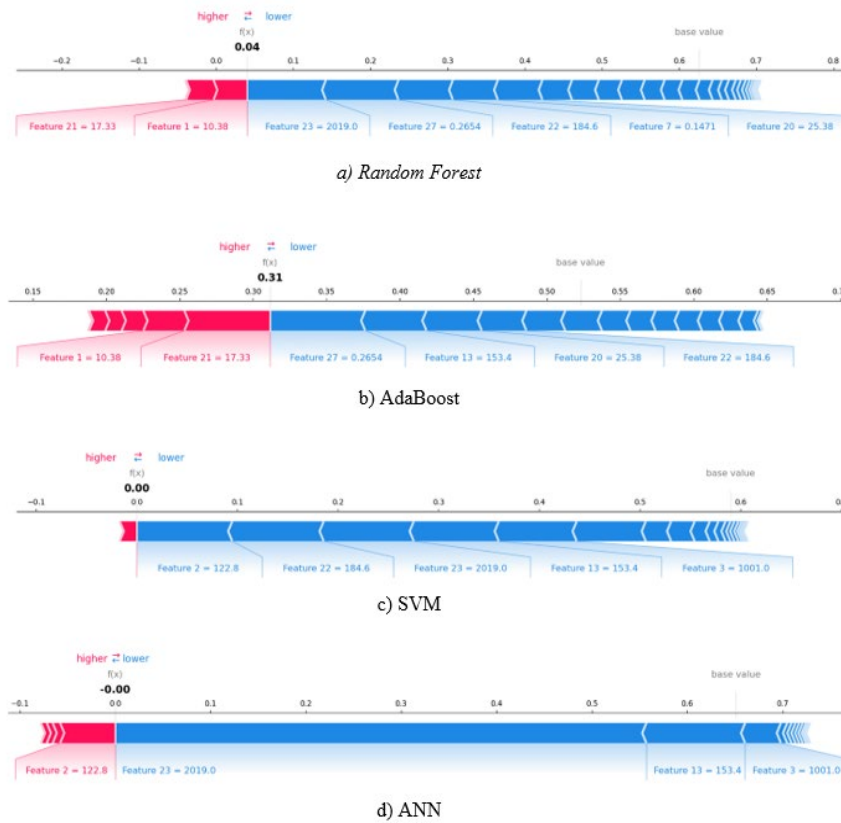 higher ⇄ lower
f(x)
base value
0.04
−0.2 −0.1 0.0 0.1 0.2 0.3 0.4 0.5 0.6 0.7 0.8
Feature 21 = 17.33 Feature 1 = 10.38 Feature 23 = 2019.0 Feature 27 = 0.2654 Feature 22 = 184.6 Feature 7 = 0.1471 Feature 20 = 25.38
a) Random Forest
higher ⇄ lower
f(x)
base value
0.31
0.15 0.20 0.25 0.30 0.35 0.40 0.45 0.50 0.55 0.60 0.65
Feature 1 = 10.38 Feature 21 = 17.33 Feature 27 = 0.2654 Feature 13 = 153.4 Feature 20 = 25.38 Feature 22 = 184.6
b) AdaBoost
higher ⇄ lower
f(x)
base value
0.00
−0.1 0.0 0.1 0.2 0.3 0.4 0.5 0.6
Feature 2 = 122.8 Feature 22 = 184.6 Feature 23 = 2019.0 Feature 13 = 153.4 Feature 3 = 1001.0
c) SVM
higher ⇄ lower
f(x)
base value
-0.00
−0.1 0.0 0.1 0.2 0.3 0.4 0.5 0.6 0.7
Feature 2 = 122.8 Feature 23 = 2019.0 Feature 13 = 153.4 Feature 3 = 1001.0
d) ANN